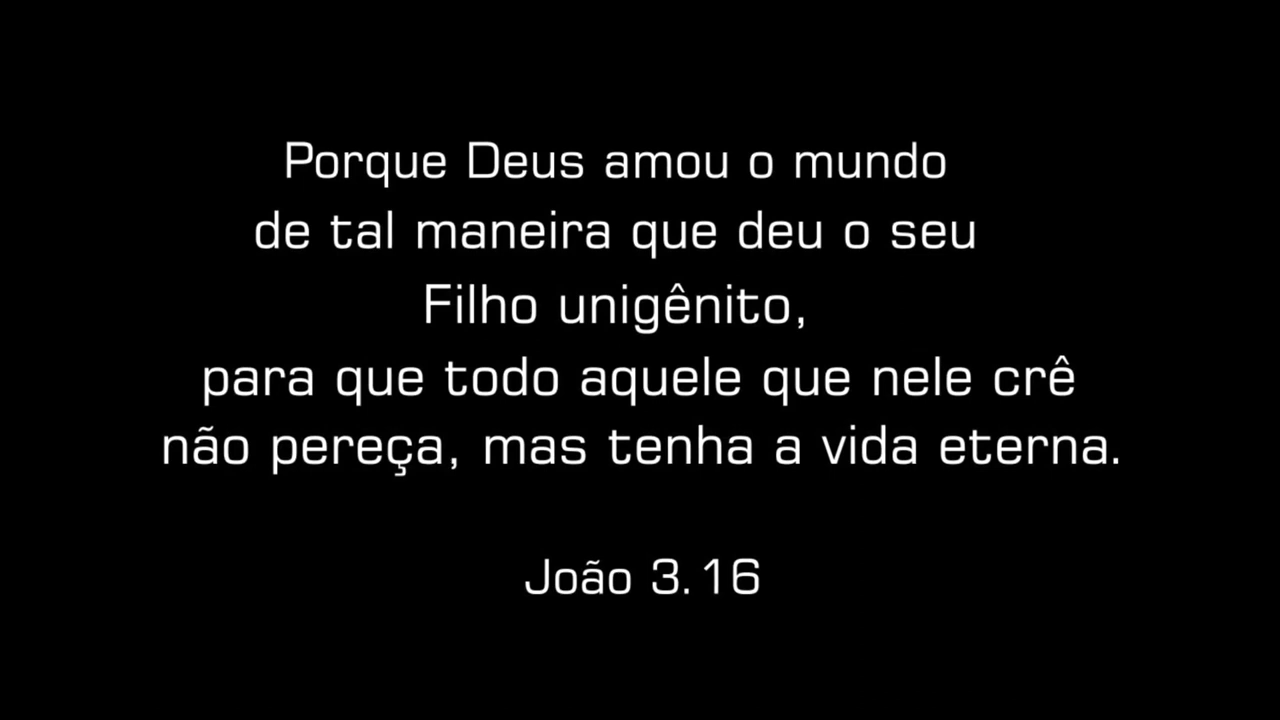 Porque Deus amou o mundo
de tal maneira que deu o seu
Filho unigênito,
para que todo aquele que nele crê
não pereça, mas tenha a vida eterna.
João 3.16